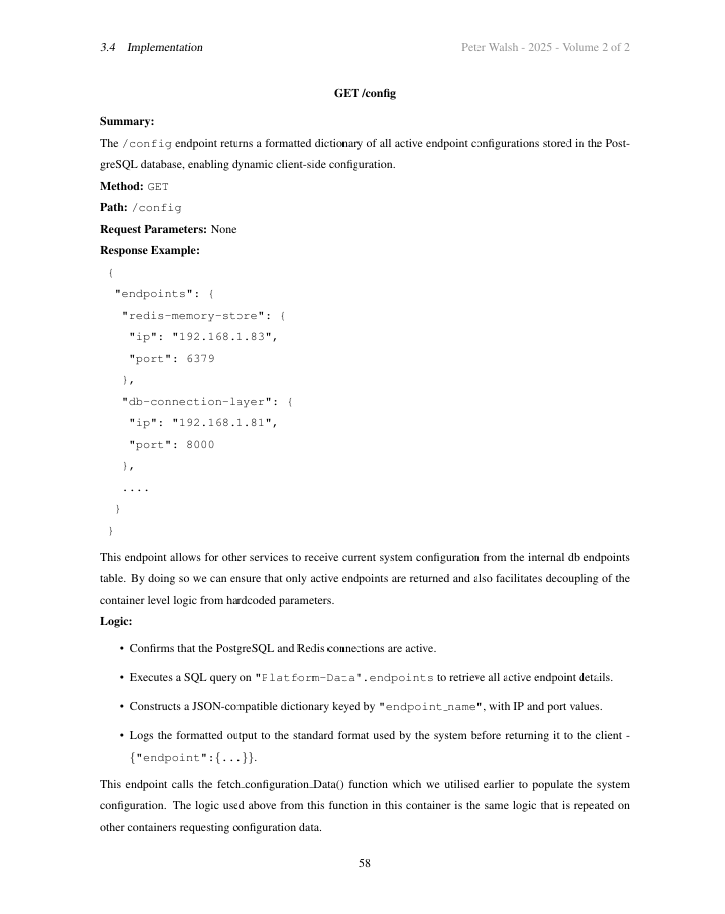 3.4 Implementation
Peter Walsh - 2025 - Volume 2 of 2
GET /config
Summary:
The /config endpoint returns a formatted dictionary of all active endpoint configurations stored in the Post-
greSQL database, enabling dynamic client-side configuration.
Method: GET
Path: /config
Request Parameters: None
Response Example:
{
"endpoints": {
"redis-memory-store": {
"ip": "192.168.1.83",
"port": 6379
},
"db-connection-layer": {
"ip": "192.168.1.81",
"port": 8000
},
....
}
}
This endpoint allows for other services to receive current system configuration from the internal db endpoints
table. By doing so we can ensure that only active endpoints are returned and also facilitates decoupling of the
container level logic from hardcoded parameters.
Logic:
• Confirms that the PostgreSQL and Redis connections are active.
• Executes a SQL query on "Platform-Data".endpoints to retrieve all active endpoint details.
• Constructs a JSON-compatible dictionary keyed by "endpoint_name", with IP and port values.
• Logs the formatted output to the standard format used by the system before returning it to the client -
{"endpoint":{...}}.
This endpoint calls the fetch_configuration_Data() function which we utilised earlier to populate the system
configuration. The logic used above from this function in this container is the same logic that is repeated on
other containers requesting configuration data.
58